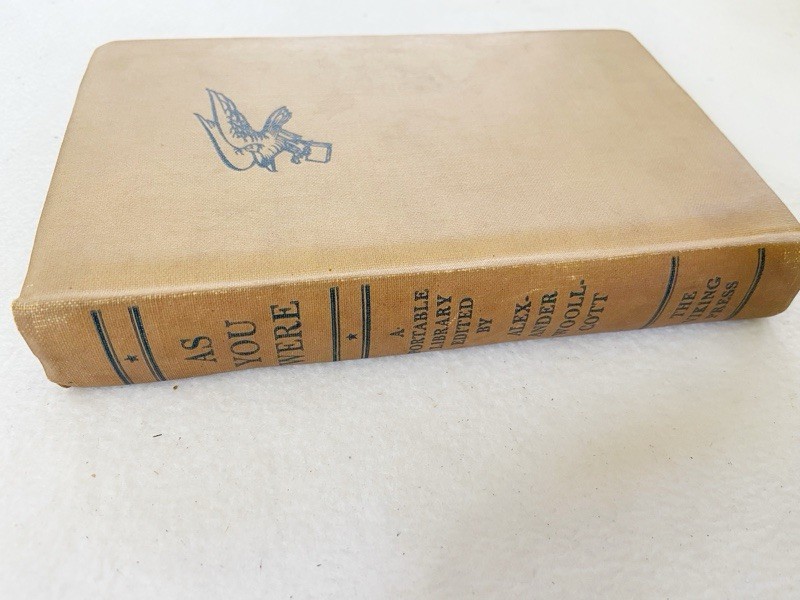 AS
YOU
WERE
A
PORTABLE
LIBRARY
EDITED
BY
ALEX-
ANDER
WOOLL-
COTT
THE
VIKING
PRESS